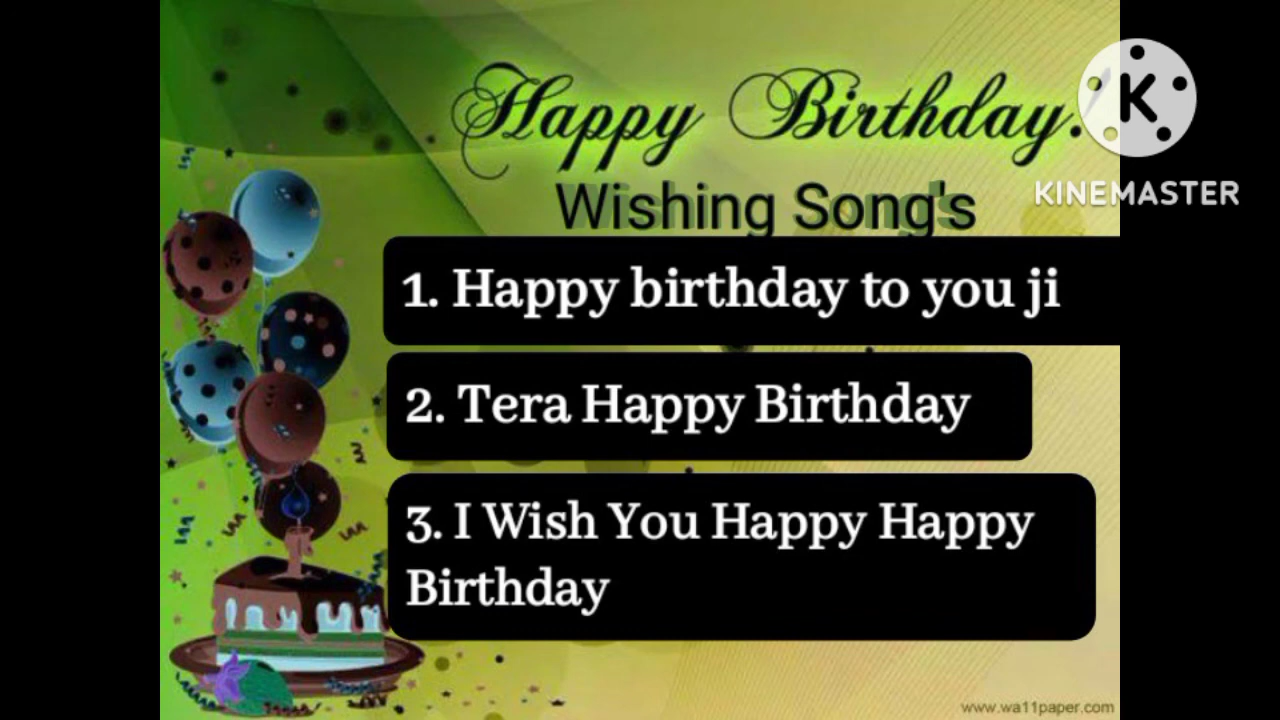 Happy Birthday.
K
KINEMASTER
Wishing Song's
1. Happy birthday to you ji
2. Tera Happy Birthday
3. I Wish You Happy Happy
Birthday
www.wa11paper.com